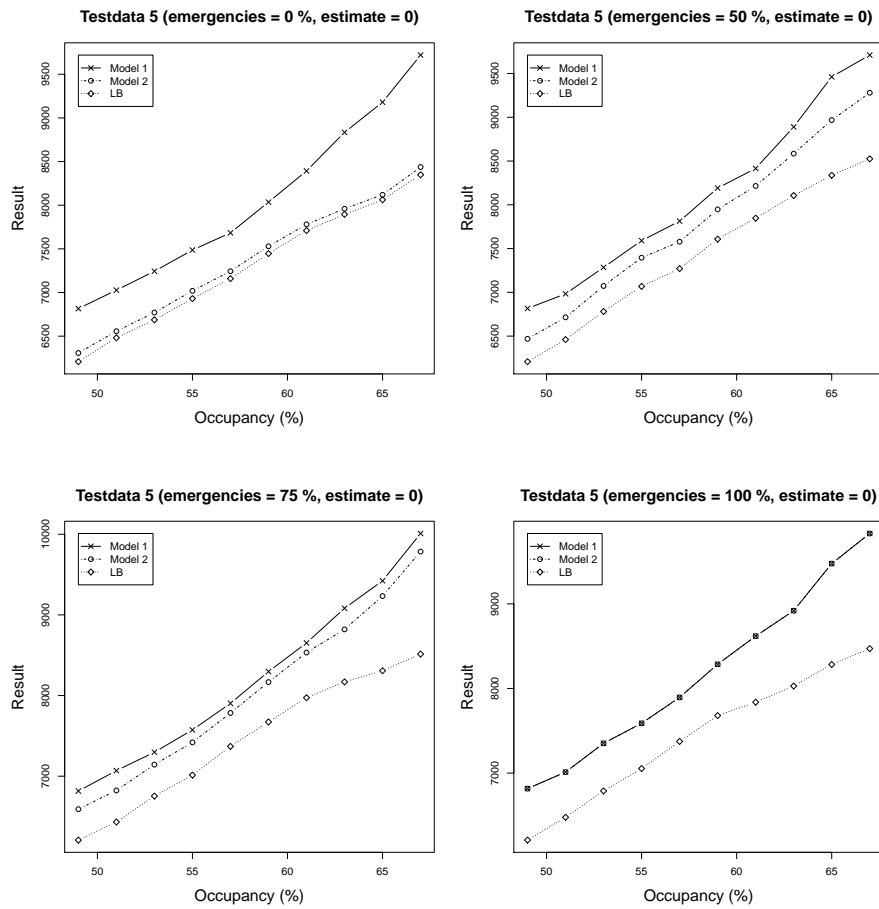 Testdata 5 (emergencies = 0 %, estimate = 0)
Model 1
Model 2
LB
Result
6500
7000
7500
8000
8500
9000
9500
50
55
60
65
Occupancy (%)
Testdata 5 (emergencies = 50 %, estimate = 0)
Model 1
Model 2
LB
Result
6500
7000
7500
8000
8500
9000
9500
50
55
60
65
Occupancy (%)
Testdata 5 (emergencies = 75 %, estimate = 0)
Model 1
Model 2
LB
Result
7000
8000
9000
10000
50
55
60
65
Occupancy (%)
Testdata 5 (emergencies = 100 %, estimate = 0)
Model 1
Model 2
LB
Result
7000
8000
9000
50
55
60
65
Occupancy (%)